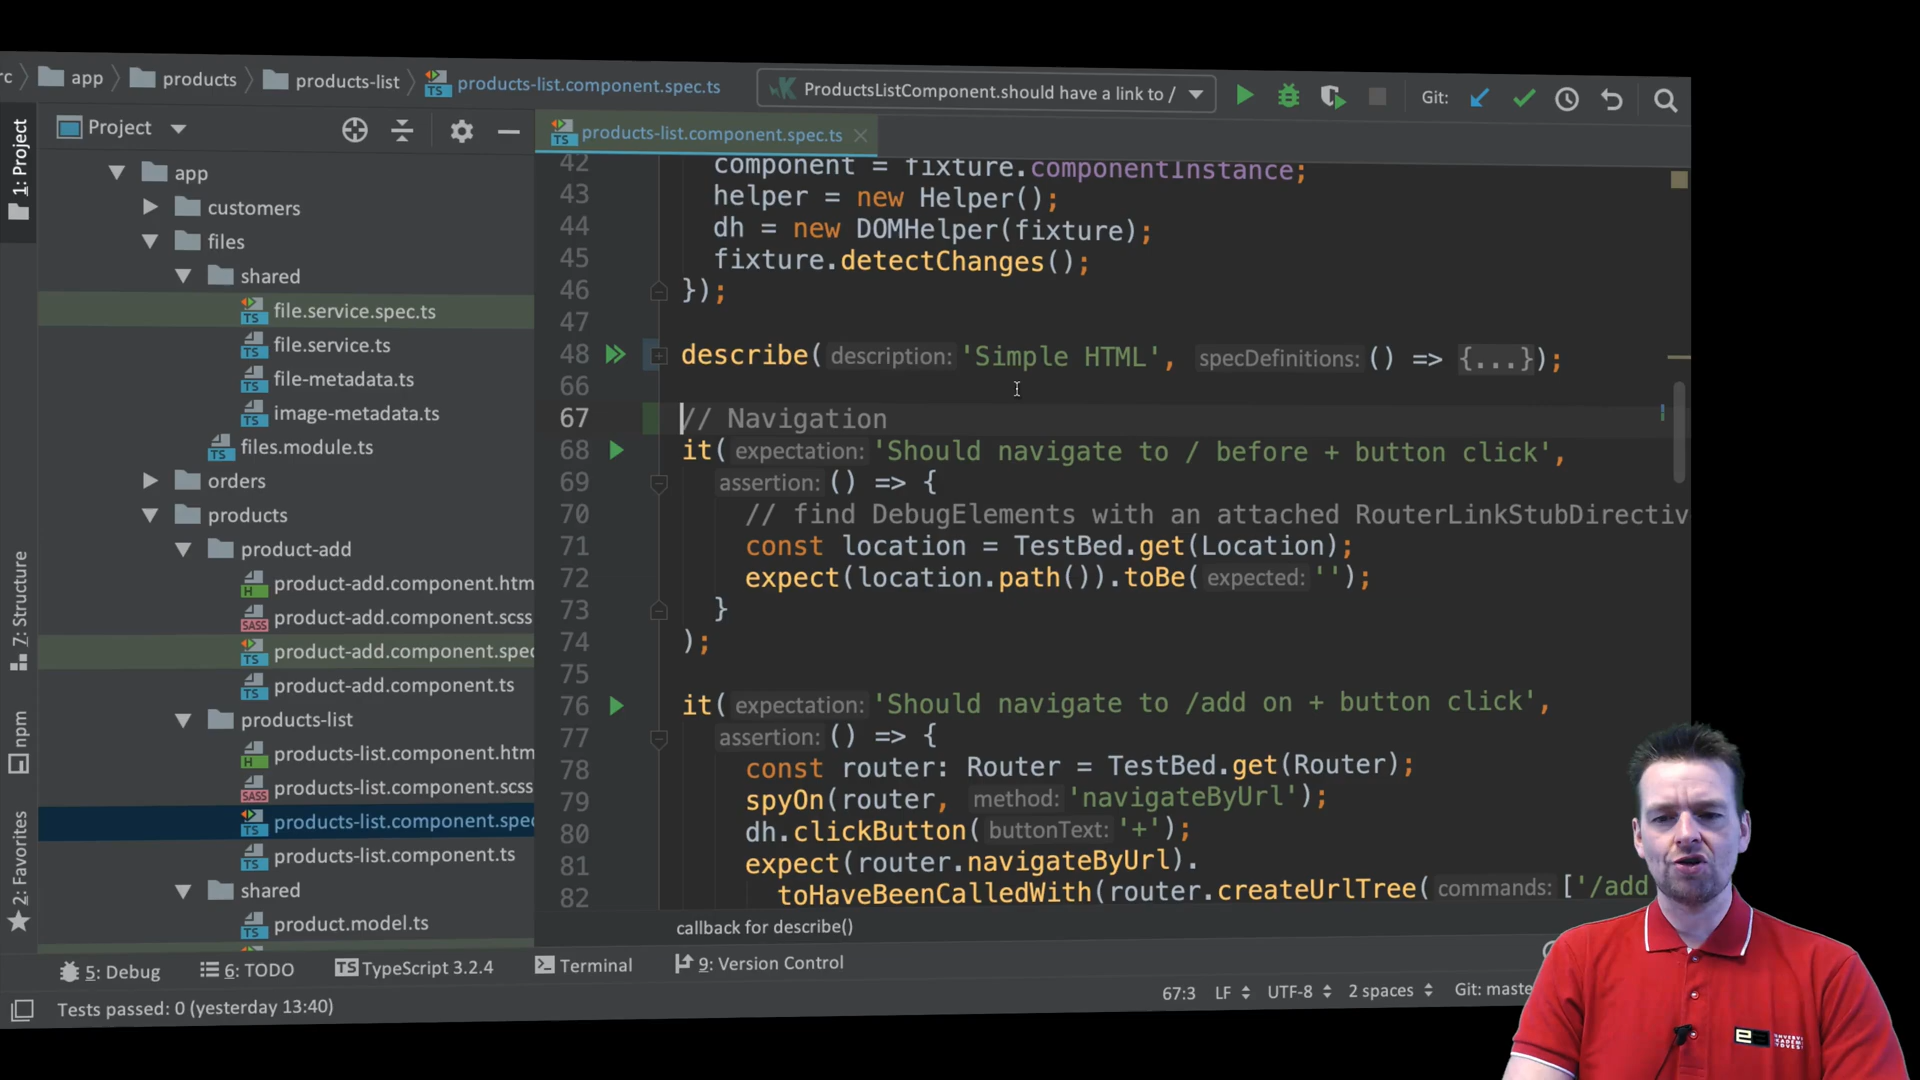 rc
app
products
products-list
products-list.component.spec.ts
ProductsListComponent.should have a link to /
Git:
1: Project
7: Structure
npm
2: Favorites
Project
app
customers
files
shared
file.service.spec.ts
file.service.ts
file-metadata.ts
image-metadata.ts
files.module.ts
orders
products
product-add
product-add.component.htm
product-add.component.scss
product-add.component.spec
product-add.component.ts
products-list
products-list.component.htm
products-list.component.scss
products-list.component.spec
products-list.component.ts
shared
product.model.ts
products-list.component.spec.ts
42 component = fixture.componentInstance;
43 helper = new Helper();
44 dh = new DOMHelper(fixture);
45 fixture.detectChanges();
46 });
47
48 describe( description: 'Simple HTML', specDefinitions: () => {...});
66
67 // Navigation
68 it( expectation: 'Should navigate to / before + button click',
69 assertion: () => {
70 // find DebugElements with an attached RouterLinkStubDirectiv
71 const location = TestBed.get(Location);
72 expect(location.path()).toBe( expected: '');
73 }
74 );
75
76 it( expectation: 'Should navigate to /add on + button click',
77 assertion: () => {
78 const router: Router = TestBed.get(Router);
79 spyOn(router, method: 'navigateByUrl');
80 dh.clickButton( buttonText: '+');
81 expect(router.navigateByUrl).
82 toHaveBeenCalledWith(router.createUrlTree( commands: ['/add
callback for describe()
5: Debug
6: TODO
TypeScript 3.2.4
Terminal
9: Version Control
Tests passed: 0 (yesterday 13:40)
67:3
LF
UTF-8
2 spaces
Git: maste